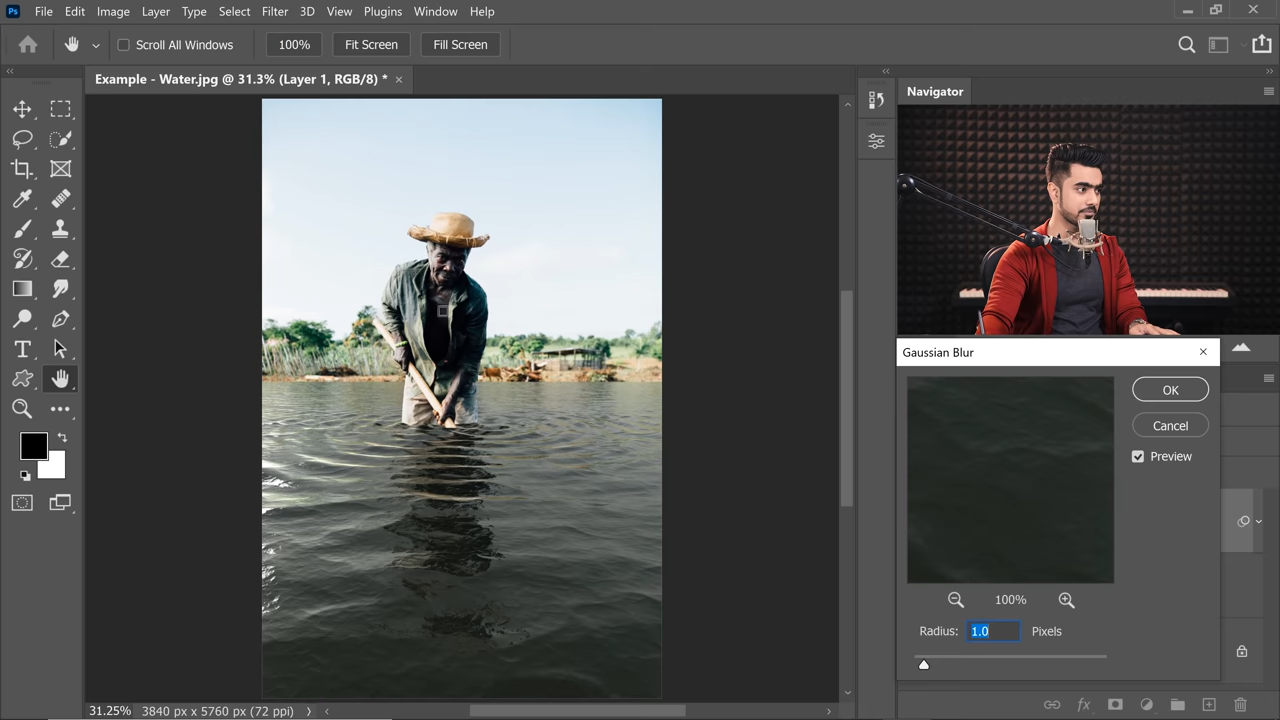 Ps File Edit Image Layer Type Select Filter 3D View Plugins Window Help
Scroll All Windows 100% Fit Screen Fill Screen
Example - Water.jpg @ 31.3% (Layer 1, RGB/8) * ×
Navigator
Gaussian Blur
OK
Cancel
Preview
100%
Radius: 1.0 Pixels
31.25% 3840 px x 5760 px (72 ppi)
fx